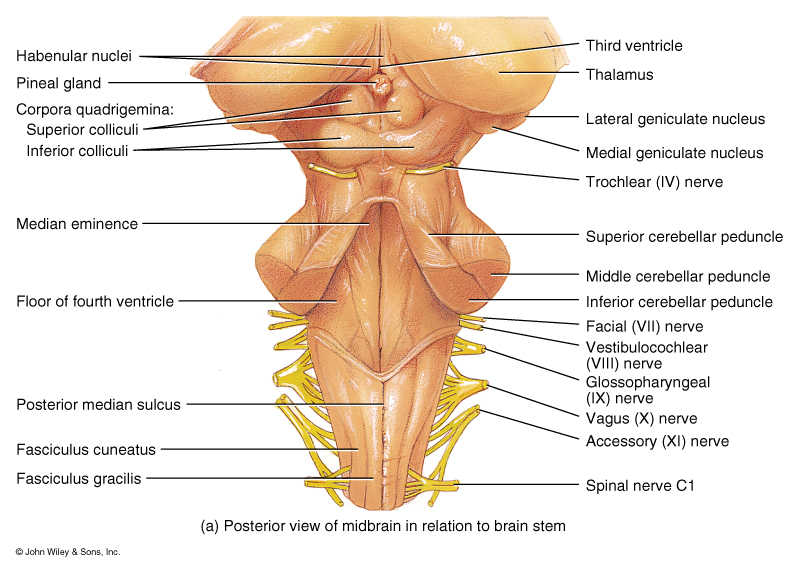 Habenular nuclei
Pineal gland
Corpora quadrigemina:
Superior colliculi
Inferior colliculi
Median eminence
Floor of fourth ventricle
Posterior median sulcus
Fasciculus cuneatus
Fasciculus gracilis
Third ventricle
Thalamus
Lateral geniculate nucleus
Medial geniculate nucleus
Trochlear (IV) nerve
Superior cerebellar peduncle
Middle cerebellar peduncle
Inferior cerebellar peduncle
Facial (VII) nerve
Vestibulocochlear
(VIII) nerve
Glossopharyngeal
(IX) nerve
Vagus (X) nerve
Accessory (XI) nerve
Spinal nerve C1
(a) Posterior view of midbrain in relation to brain stem
© John Wiley & Sons, Inc.